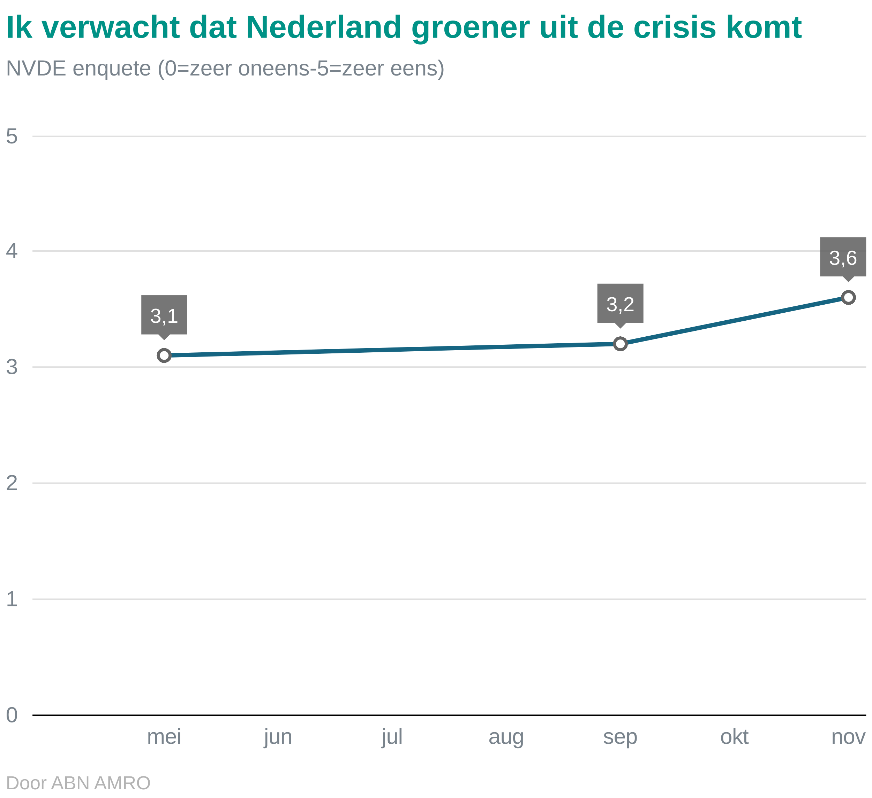 Ik verwacht dat Nederland groener uit de crisis komt
NVDE enquete (0=zeer oneens-5=zeer eens)
5
4
3,6
3,2
3,1
3
2
1
0
mei jun jul aug sep okt nov
Door ABN AMRO